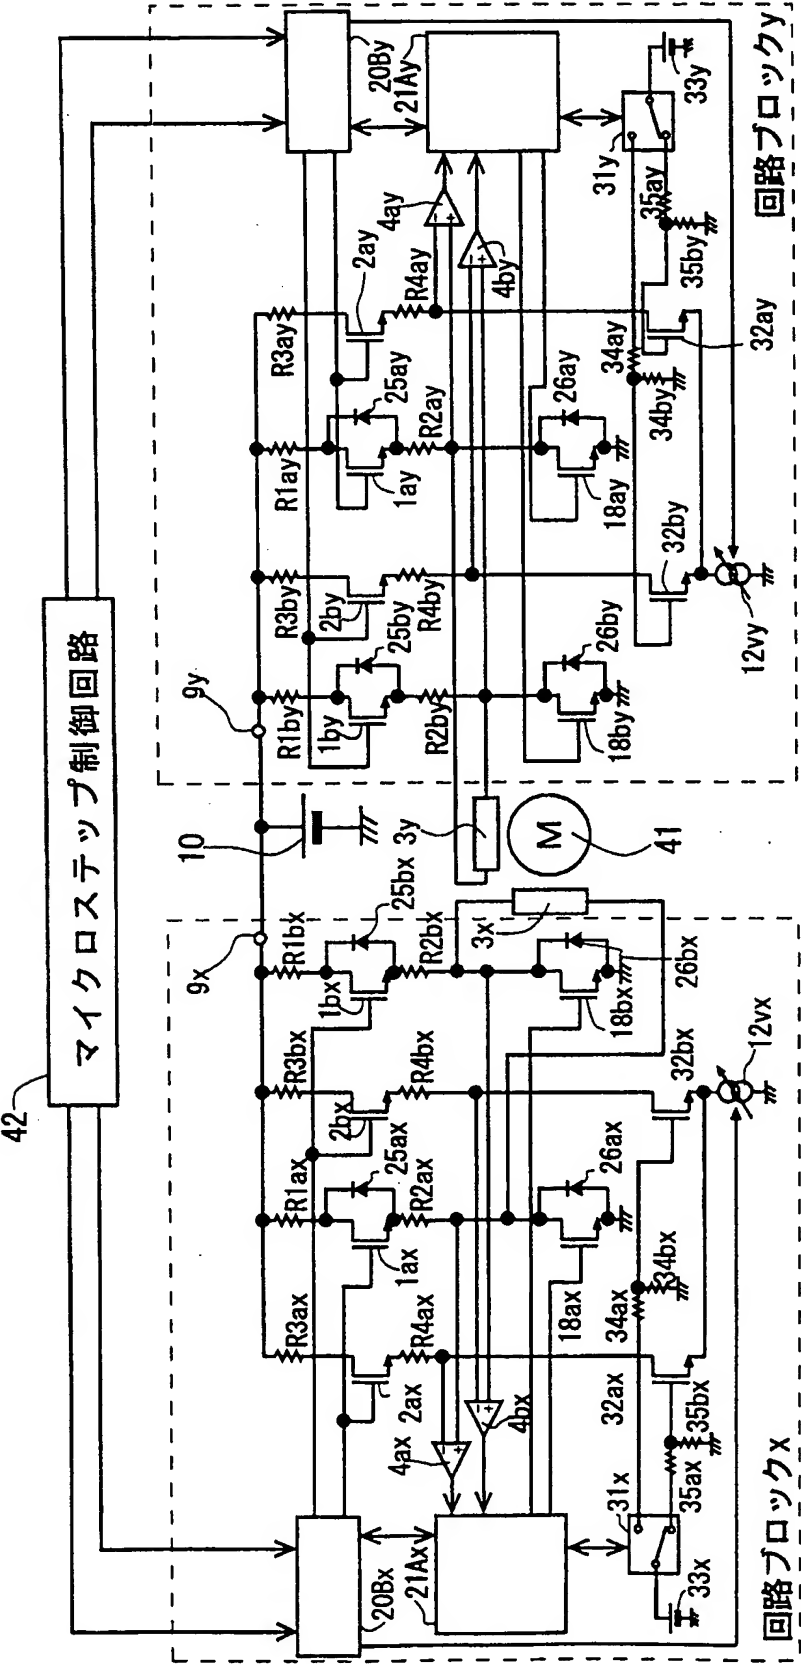 42
マイクロステップ制御回路
9x
9y
10
20Bx
21Ax
4ax
4bx
R3ax
2ax
R4ax
R1ax
25ax
1ax
R2ax
R3bx
2bx
R4bx
R1bx
25bx
1bx
R2bx
18ax
26ax
18bx
26bx
3x
31x
33x
35ax
35bx
32ax
34ax
34bx
32bx
12vx
回路ブロックx
3y
M
41
R1by
1by
25by
R2by
R3by
2by
R4by
R1ay
25ay
1ay
R2ay
R3ay
2ay
R4ay
4ay
4by
20By
21Ay
18by
26by
18ay
26ay
31y
33y
35ay
35by
34ay
34by
32ay
32by
12vy
回路ブロックy